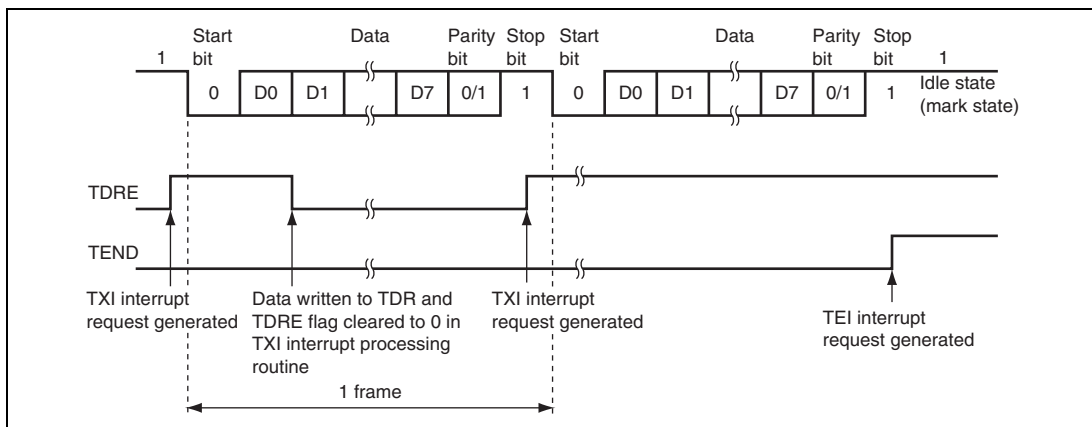 1
Start
bit
Data
Parity
bit
Stop
bit
Start
bit
Data
Parity
bit
Stop
bit
1
0
D0
D1
D7
0/1
1
0
D0
D1
D7
0/1
1
Idle state
(mark state)
TDRE
TEND
TXI interrupt
request generated
Data written to TDR and
TDRE flag cleared to 0 in
TXI interrupt processing
routine
TXI interrupt
request generated
TEI interrupt
request generated
1 frame